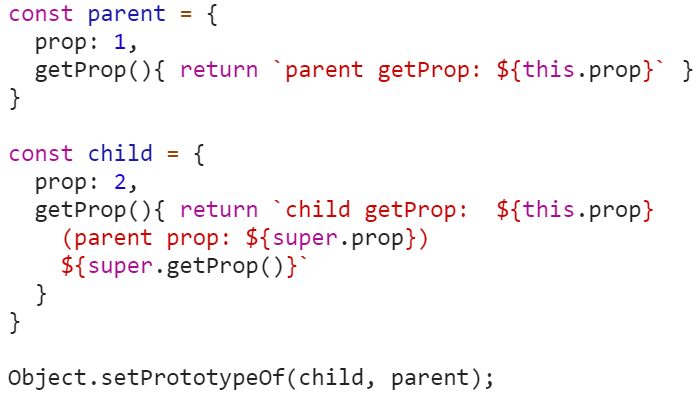 const parent = {
  prop: 1,
  getProp(){ return `parent getProp: ${this.prop}` }
}

const child = {
  prop: 2,
  getProp(){ return `child getProp:  ${this.prop}
    (parent prop: ${super.prop})
    ${super.getProp()}`
  }
}

Object.setPrototypeOf(child, parent);